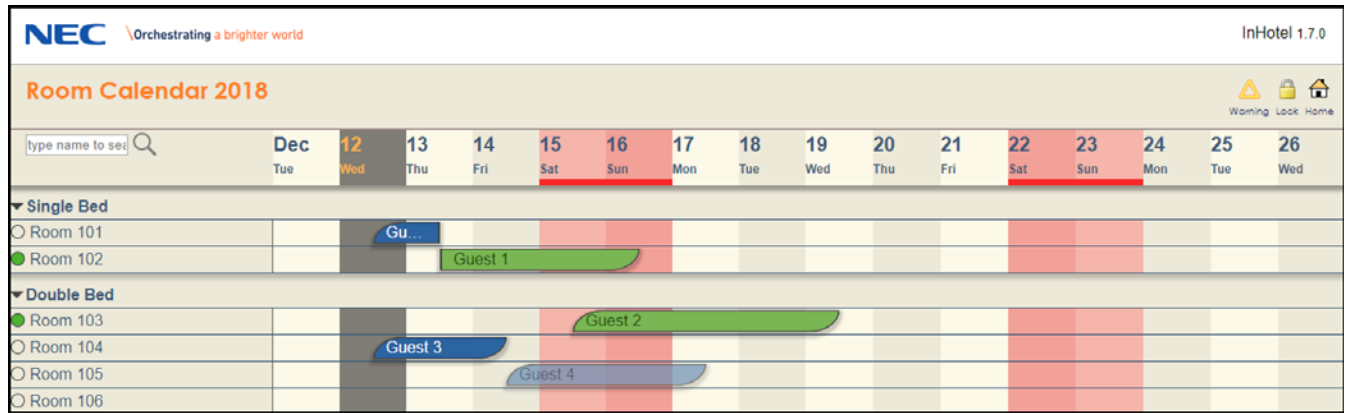 NEC \Orchestrating a brighter world
InHotel 1.7.0
Room Calendar 2018
Warning Lock Home
type name to sea
Dec 12 13 14 15 16 17 18 19 20 21 22 23 24 25 26
Tue Wed Thu Fri Sat Sun Mon Tue Wed Thu Fri Sat Sun Mon Tue Wed
Single Bed
Room 101 Gu...
Room 102 Guest 1
Double Bed
Room 103 Guest 2
Room 104 Guest 3
Room 105 Guest 4
Room 106